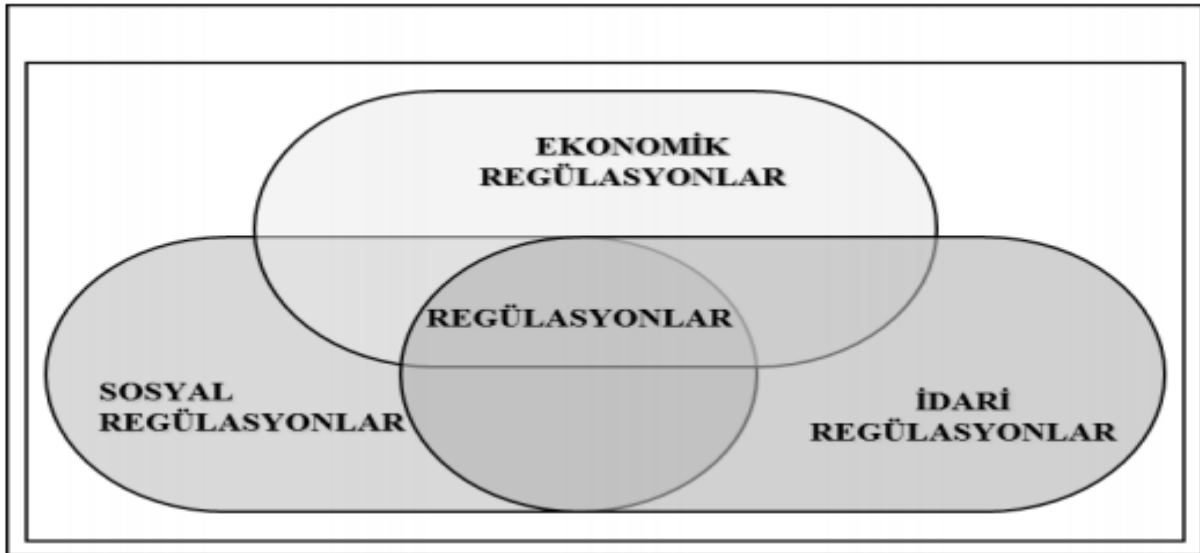 EKONOMİK
REGÜLASYONLAR
REGÜLASYONLAR
SOSYAL
REGÜLASYONLAR
İDARİ
REGÜLASYONLAR